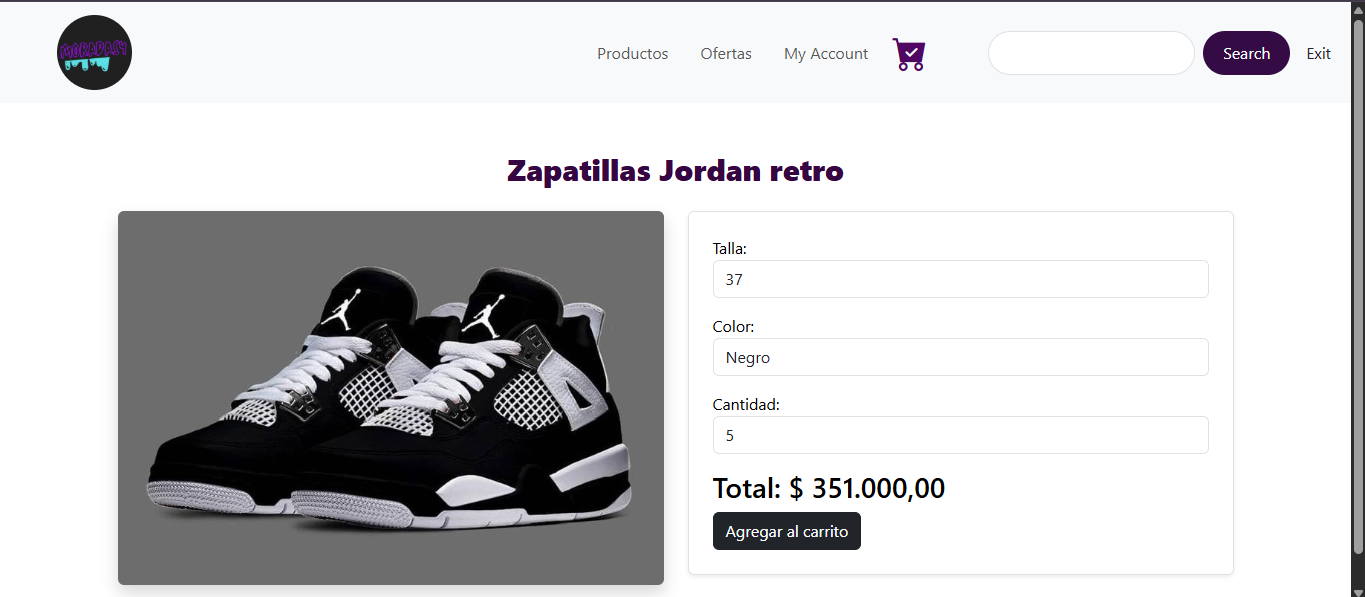 MORADASY
Productos Ofertas My Account Search Exit
Zapatillas Jordan retro
Talla:
37
Color:
Negro
Cantidad:
5
Total: $ 351.000,00
Agregar al carrito